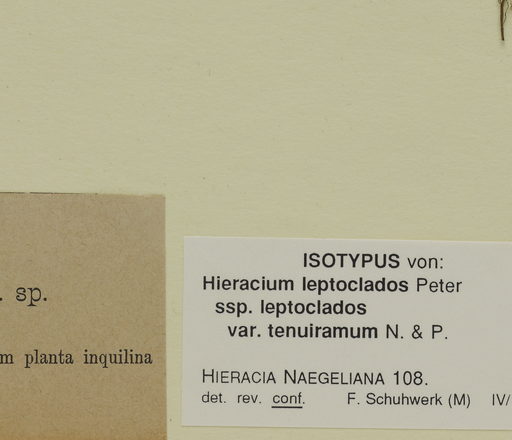 . sp.
m planta inquilina
ISOTYPUS von:
Hieracium leptoclados Peter
ssp. leptoclados
var. tenuiramum N. & P.
HIERACIA NAEGELIANA 108.
det. rev. conf. F. Schuhwerk (M) IV/